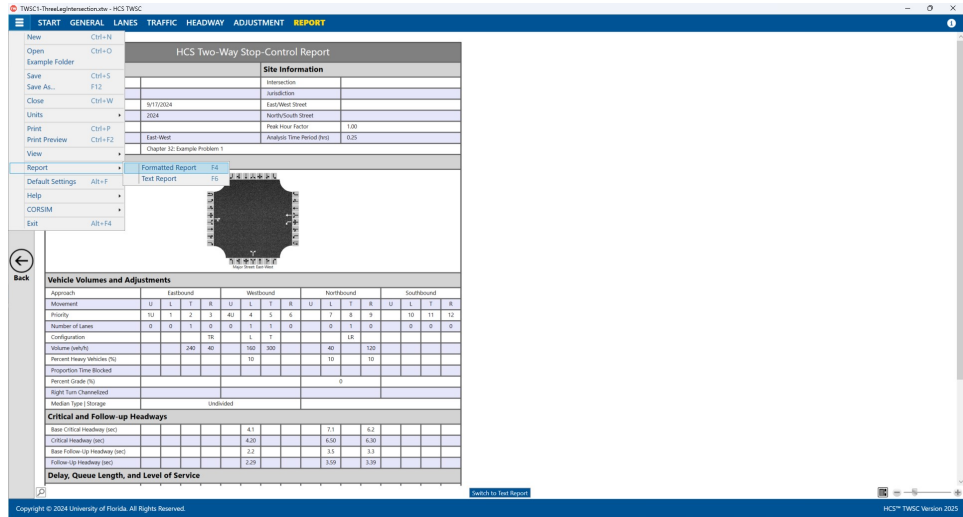 TWSC1-ThreeLegIntersection.xtw - HCS TWSC
START GENERAL LANES TRAFFIC HEADWAY ADJUSTMENT REPORT
New Ctrl+N
Open Ctrl+O
Example Folder
Save Ctrl+S
Save As... F12
Close Ctrl+W
Units
Print Ctrl+P
Print Preview Ctrl+F2
View
Report
Default Settings Alt+F
Help
CORSIM
Exit Alt+F4
Formatted Report F4
Text Report F6
Back
HCS Two-Way Stop-Control Report
Site Information
Intersection
Jurisdiction
9/17/2024 East/West Street
2024 North/South Street
Peak Hour Factor 1.00
East-West Analysis Time Period (hrs) 0.25
Chapter 32: Example Problem 1
Major Street: East-West
Vehicle Volumes and Adjustments
Approach Eastbound Westbound Northbound Southbound
Movement U L T R U L T R U L T R U L T R
Priority 1U 1 2 3 4U 4 5 6 7 8 9 10 11 12
Number of Lanes 0 0 1 0 0 1 1 0 0 1 0 0 0 0
Configuration TR L T LR
Volume (veh/h) 240 40 160 300 40 120
Percent Heavy Vehicles (%) 10 10 10
Proportion Time Blocked
Percent Grade (%) 0
Right Turn Channelized
Median Type | Storage Undivided
Critical and Follow-up Headways
Base Critical Headway (sec) 4.1 7.1 6.2
Critical Headway (sec) 4.20 6.50 6.30
Base Follow-Up Headway (sec) 2.2 3.5 3.3
Follow-Up Headway (sec) 2.29 3.59 3.39
Delay, Queue Length, and Level of Service
Switch to Text Report
Copyright © 2024 University of Florida. All Rights Reserved. HCS™ TWSC Version 2025